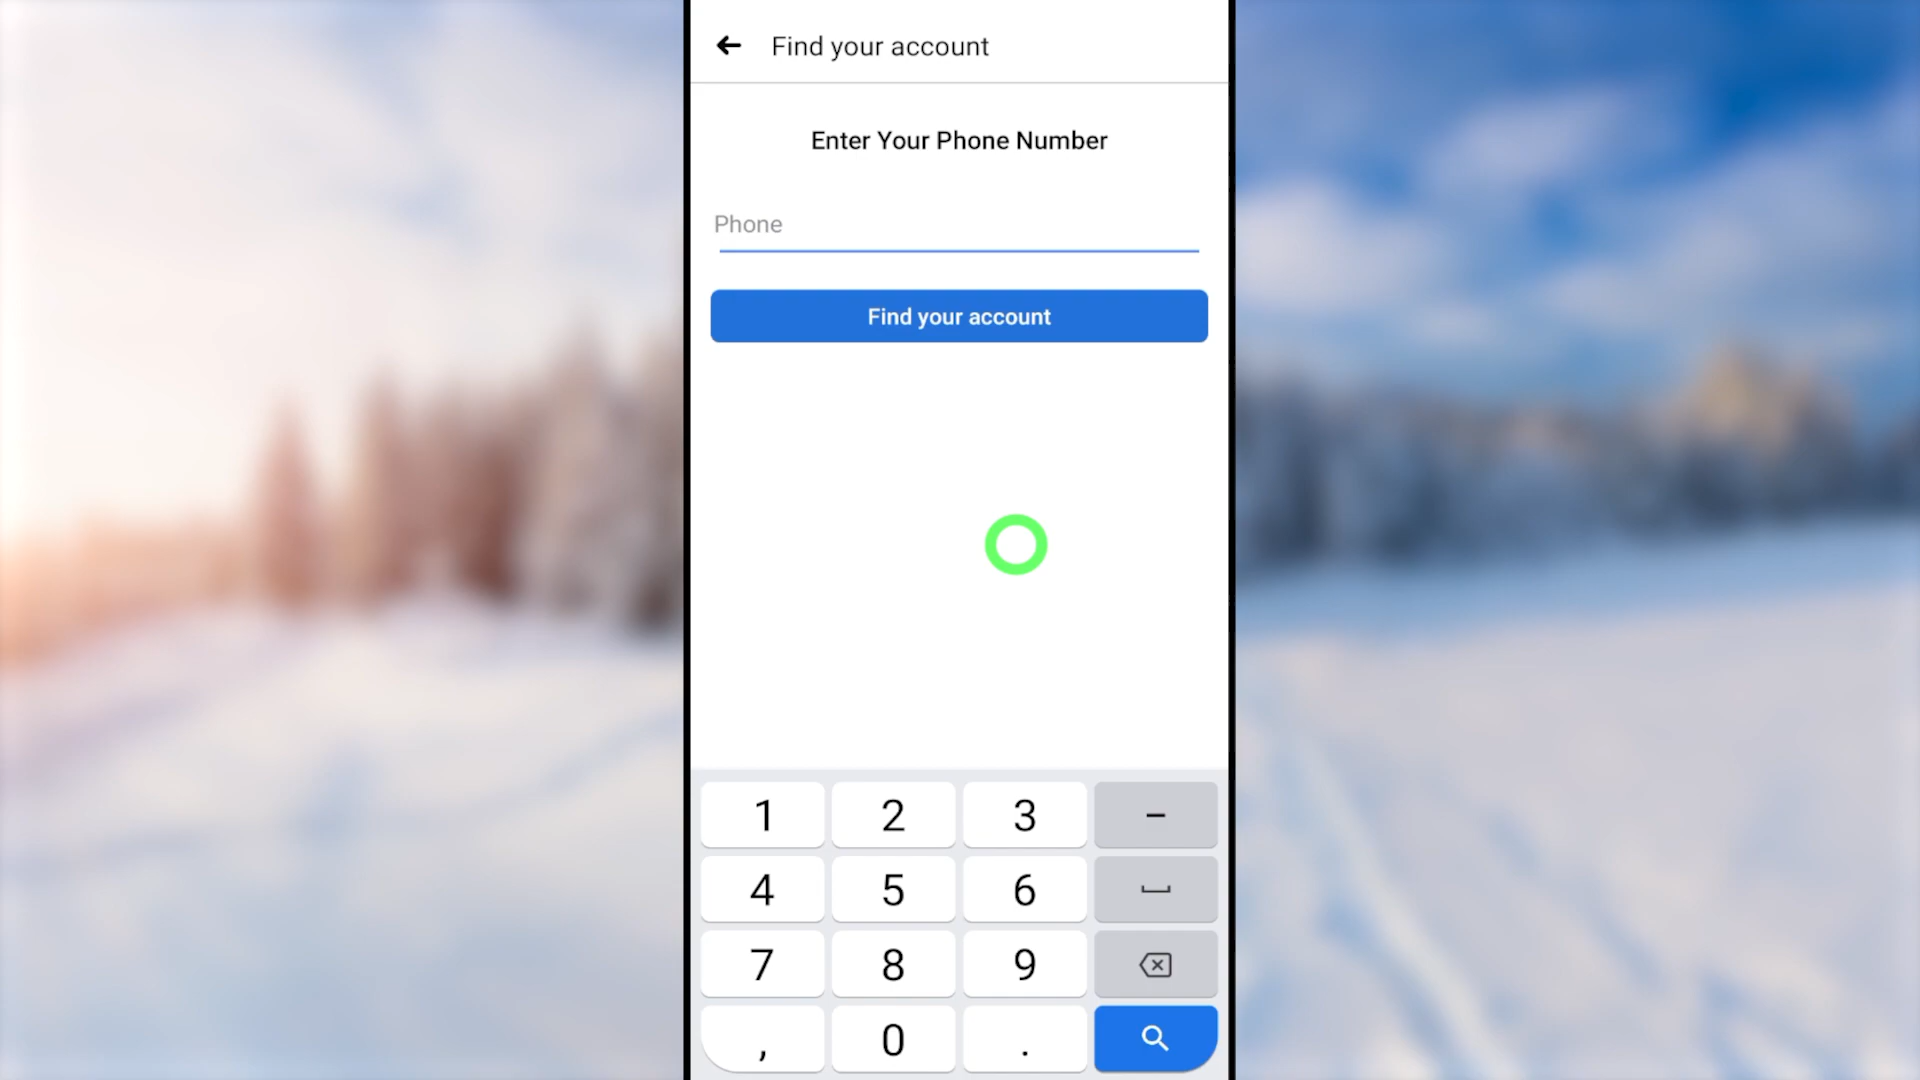 Find your account
Enter Your Phone Number
Phone
Find your account
1 2 3 –
4 5 6
7 8 9
, 0 .